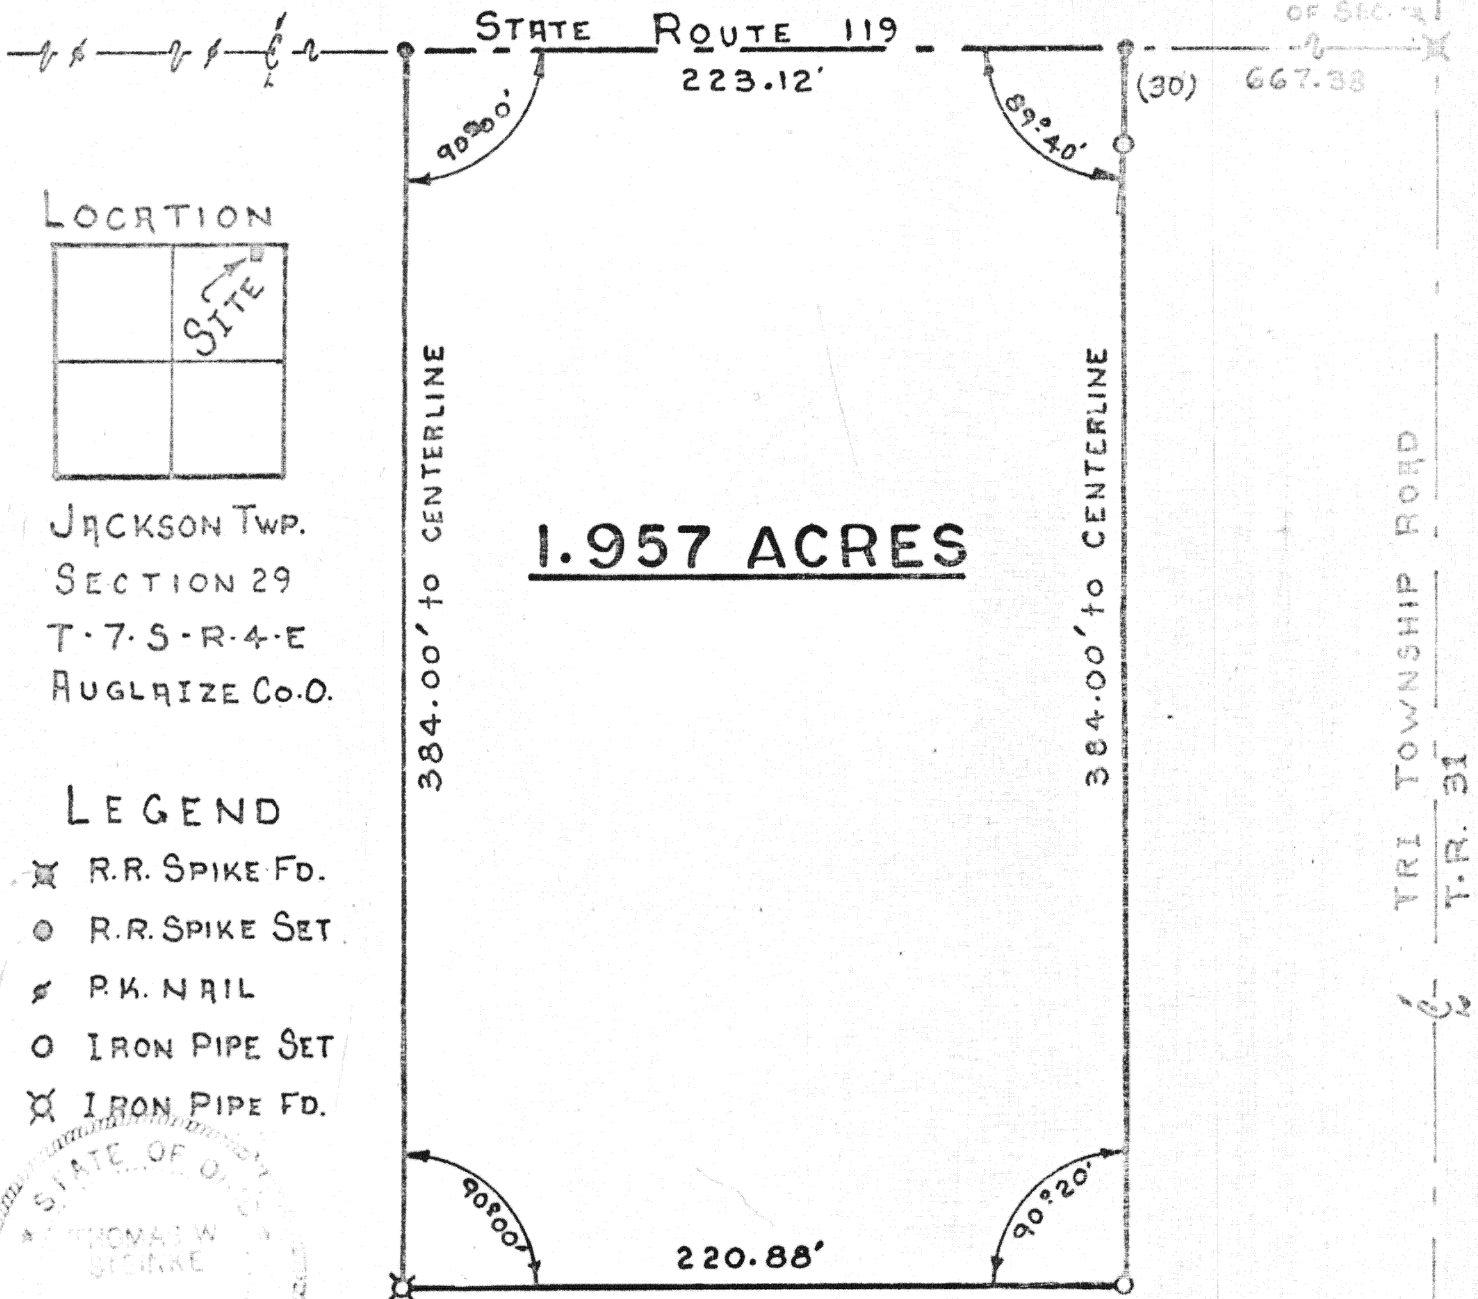 OF SEC.
STATE ROUTE 119
223.12'
(30')
667.38
90°00'
89°40'
LOCATION
SITE
JACKSON TWP.
SECTION 29
T·7·S-R·4·E
AUGLAIZE Co.O.
384.00' to CENTERLINE
384.00' to CENTERLINE
1.957 ACRES
TRI TOWNSHIP ROAD
T.R. 31
LEGEND
R.R. SPIKE FD.
R.R. SPIKE SET
P.K. NAIL
IRON PIPE SET
IRON PIPE FD.
STATE OF
THOMAS W
STEINKE
90°00'
90°20'
220.88'